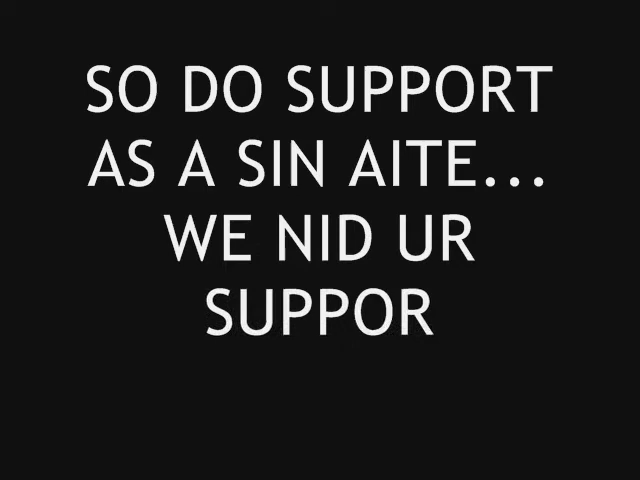 SO DO SUPPORT
AS A SIN AITE...
WE NID UR
SUPPOR